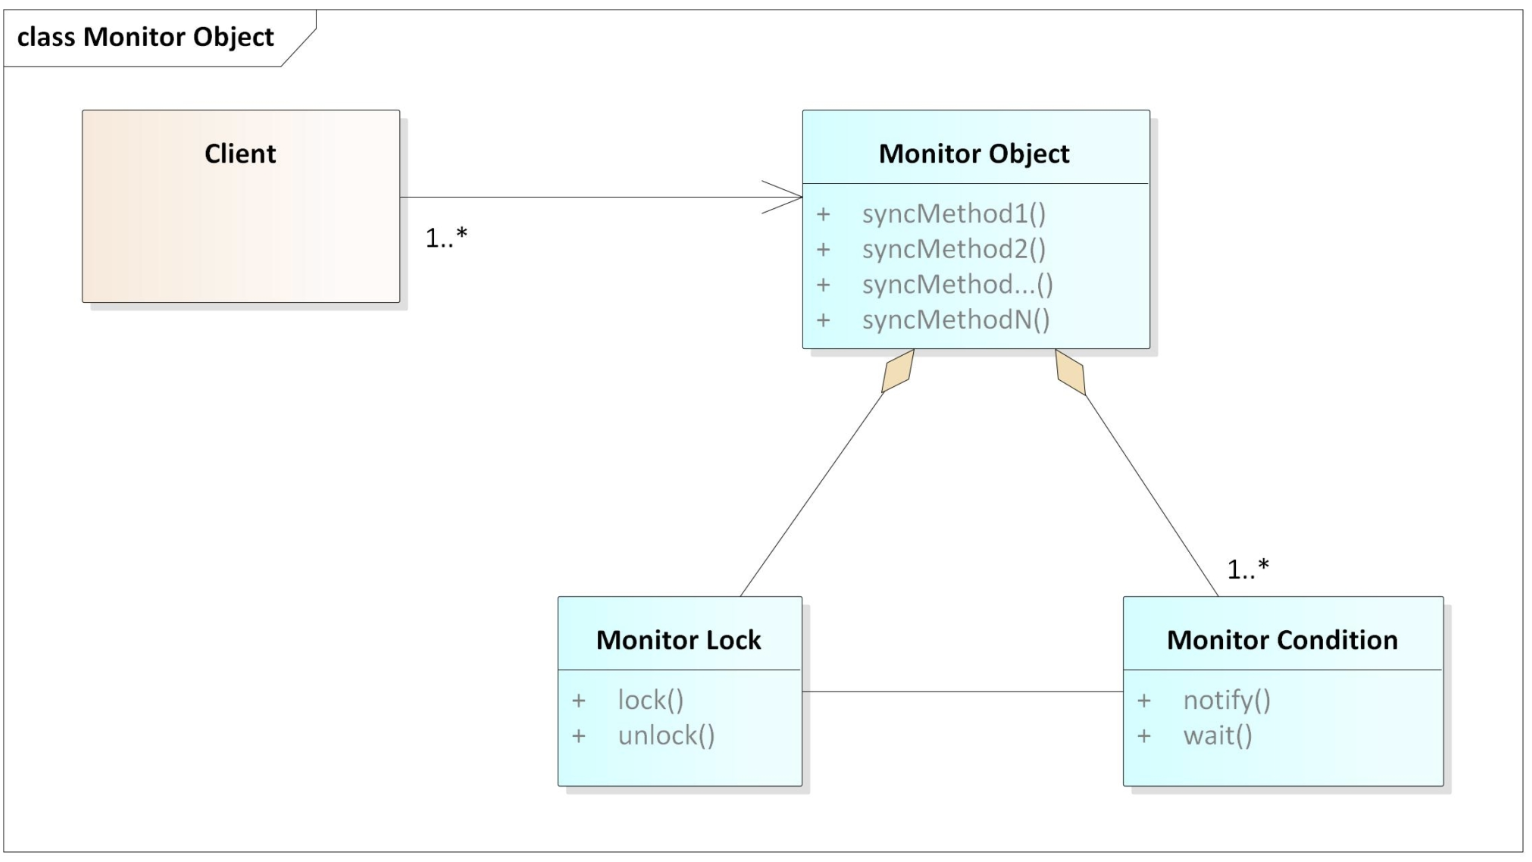 class Monitor Object
Client
1..*
Monitor Object
+ syncMethod1()
+ syncMethod2()
+ syncMethod...()
+ syncMethodN()
1..*
Monitor Lock
+ lock()
+ unlock()
Monitor Condition
+ notify()
+ wait()